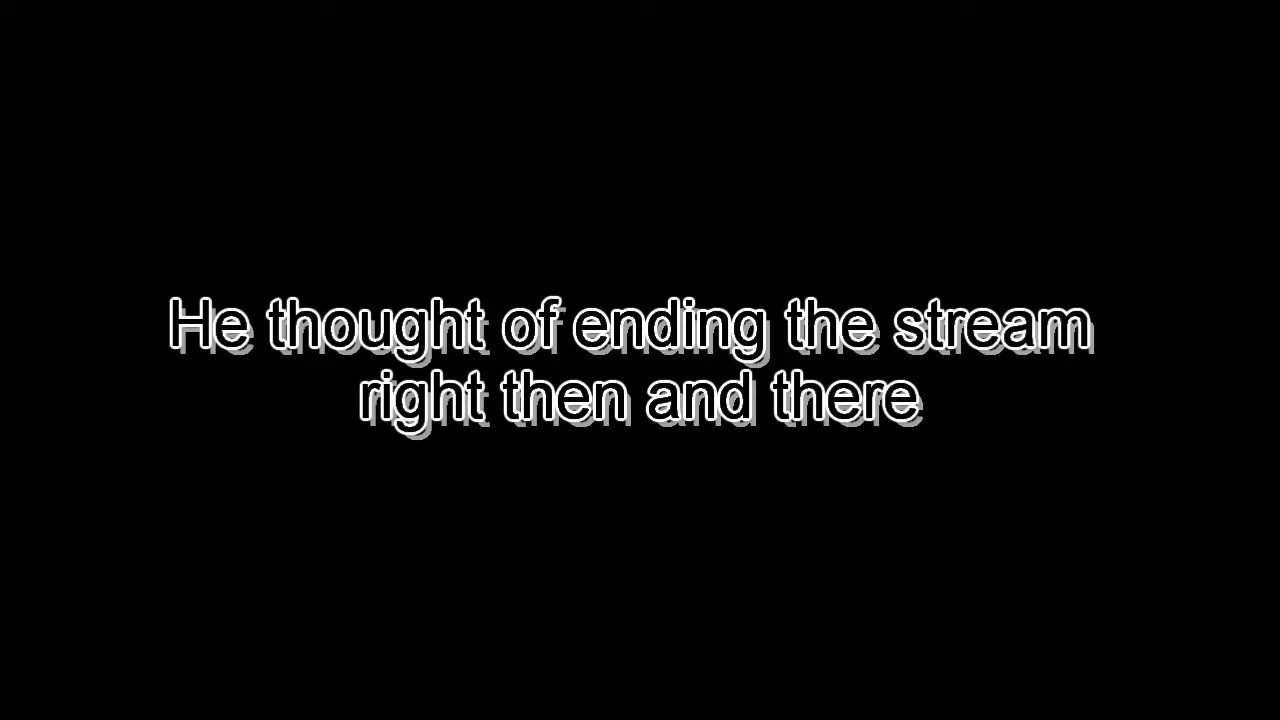 He thought of ending the stream
right then and there